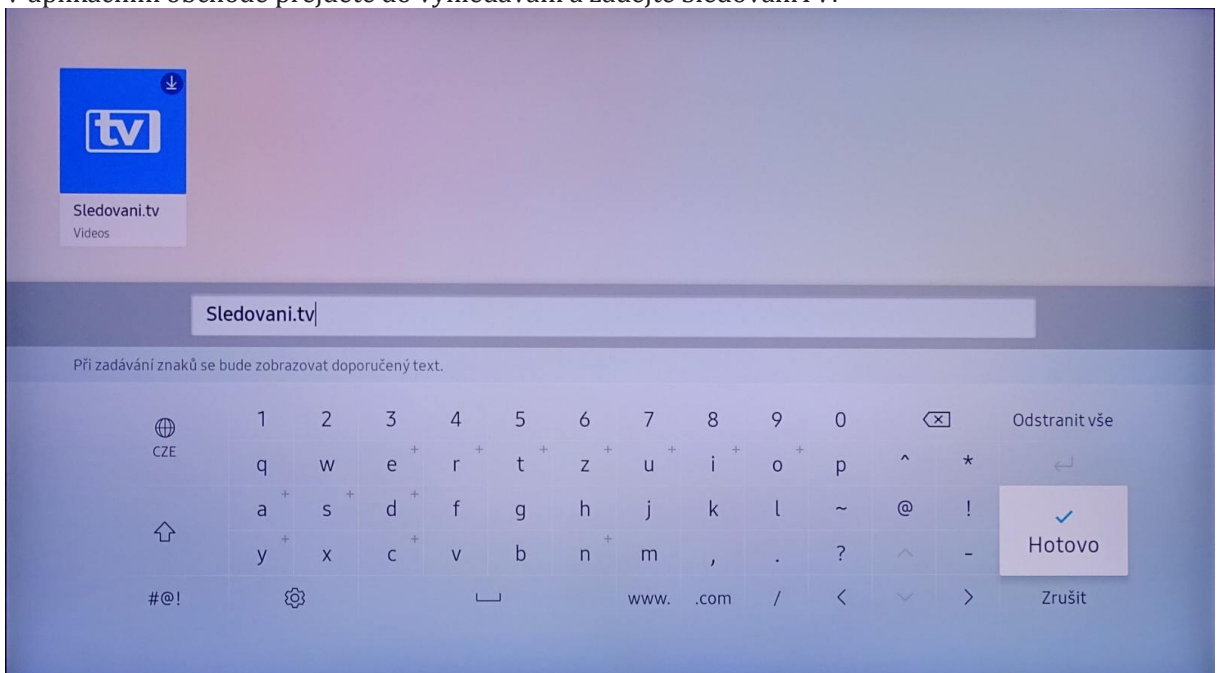 tv
Sledovani.tv
Videos
Sledovani.tv
Při zadávání znaků se bude zobrazovat doporučený text.
1 2 3 4 5 6 7 8 9 0 Odstranit vše
CZE
q w e + r + t + z + u + i + o + p ^ *
a + s + d + f g h j k l ~ @ !
y + x c + v b n + m , . ? -
Hotovo
#@! www. .com / < > Zrušit